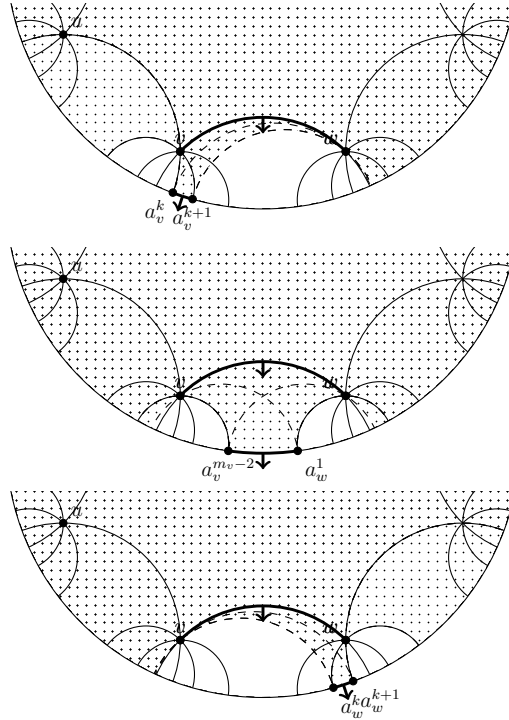 u
v w
$a_v^k$ $a_v^{k+1}$
u
v w
$a_v^{m_v-2}$ $a_w^1$
u
v w
$a_w^k$ $a_w^{k+1}$